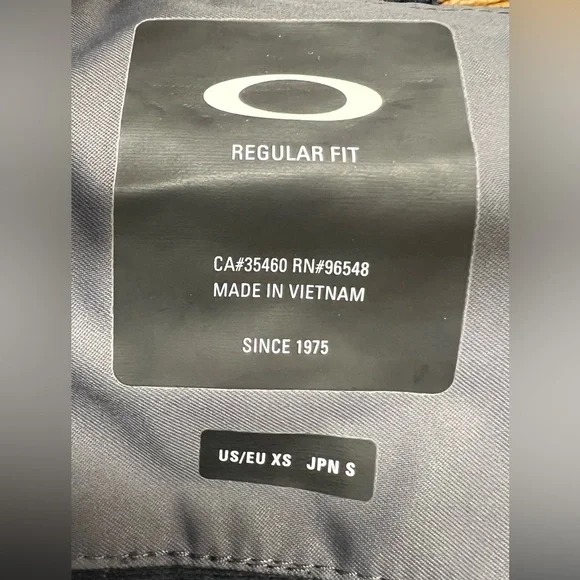 REGULAR FIT
CA#35460 RN#96548
MADE IN VIETNAM
SINCE 1975
US/EU XS JPN S